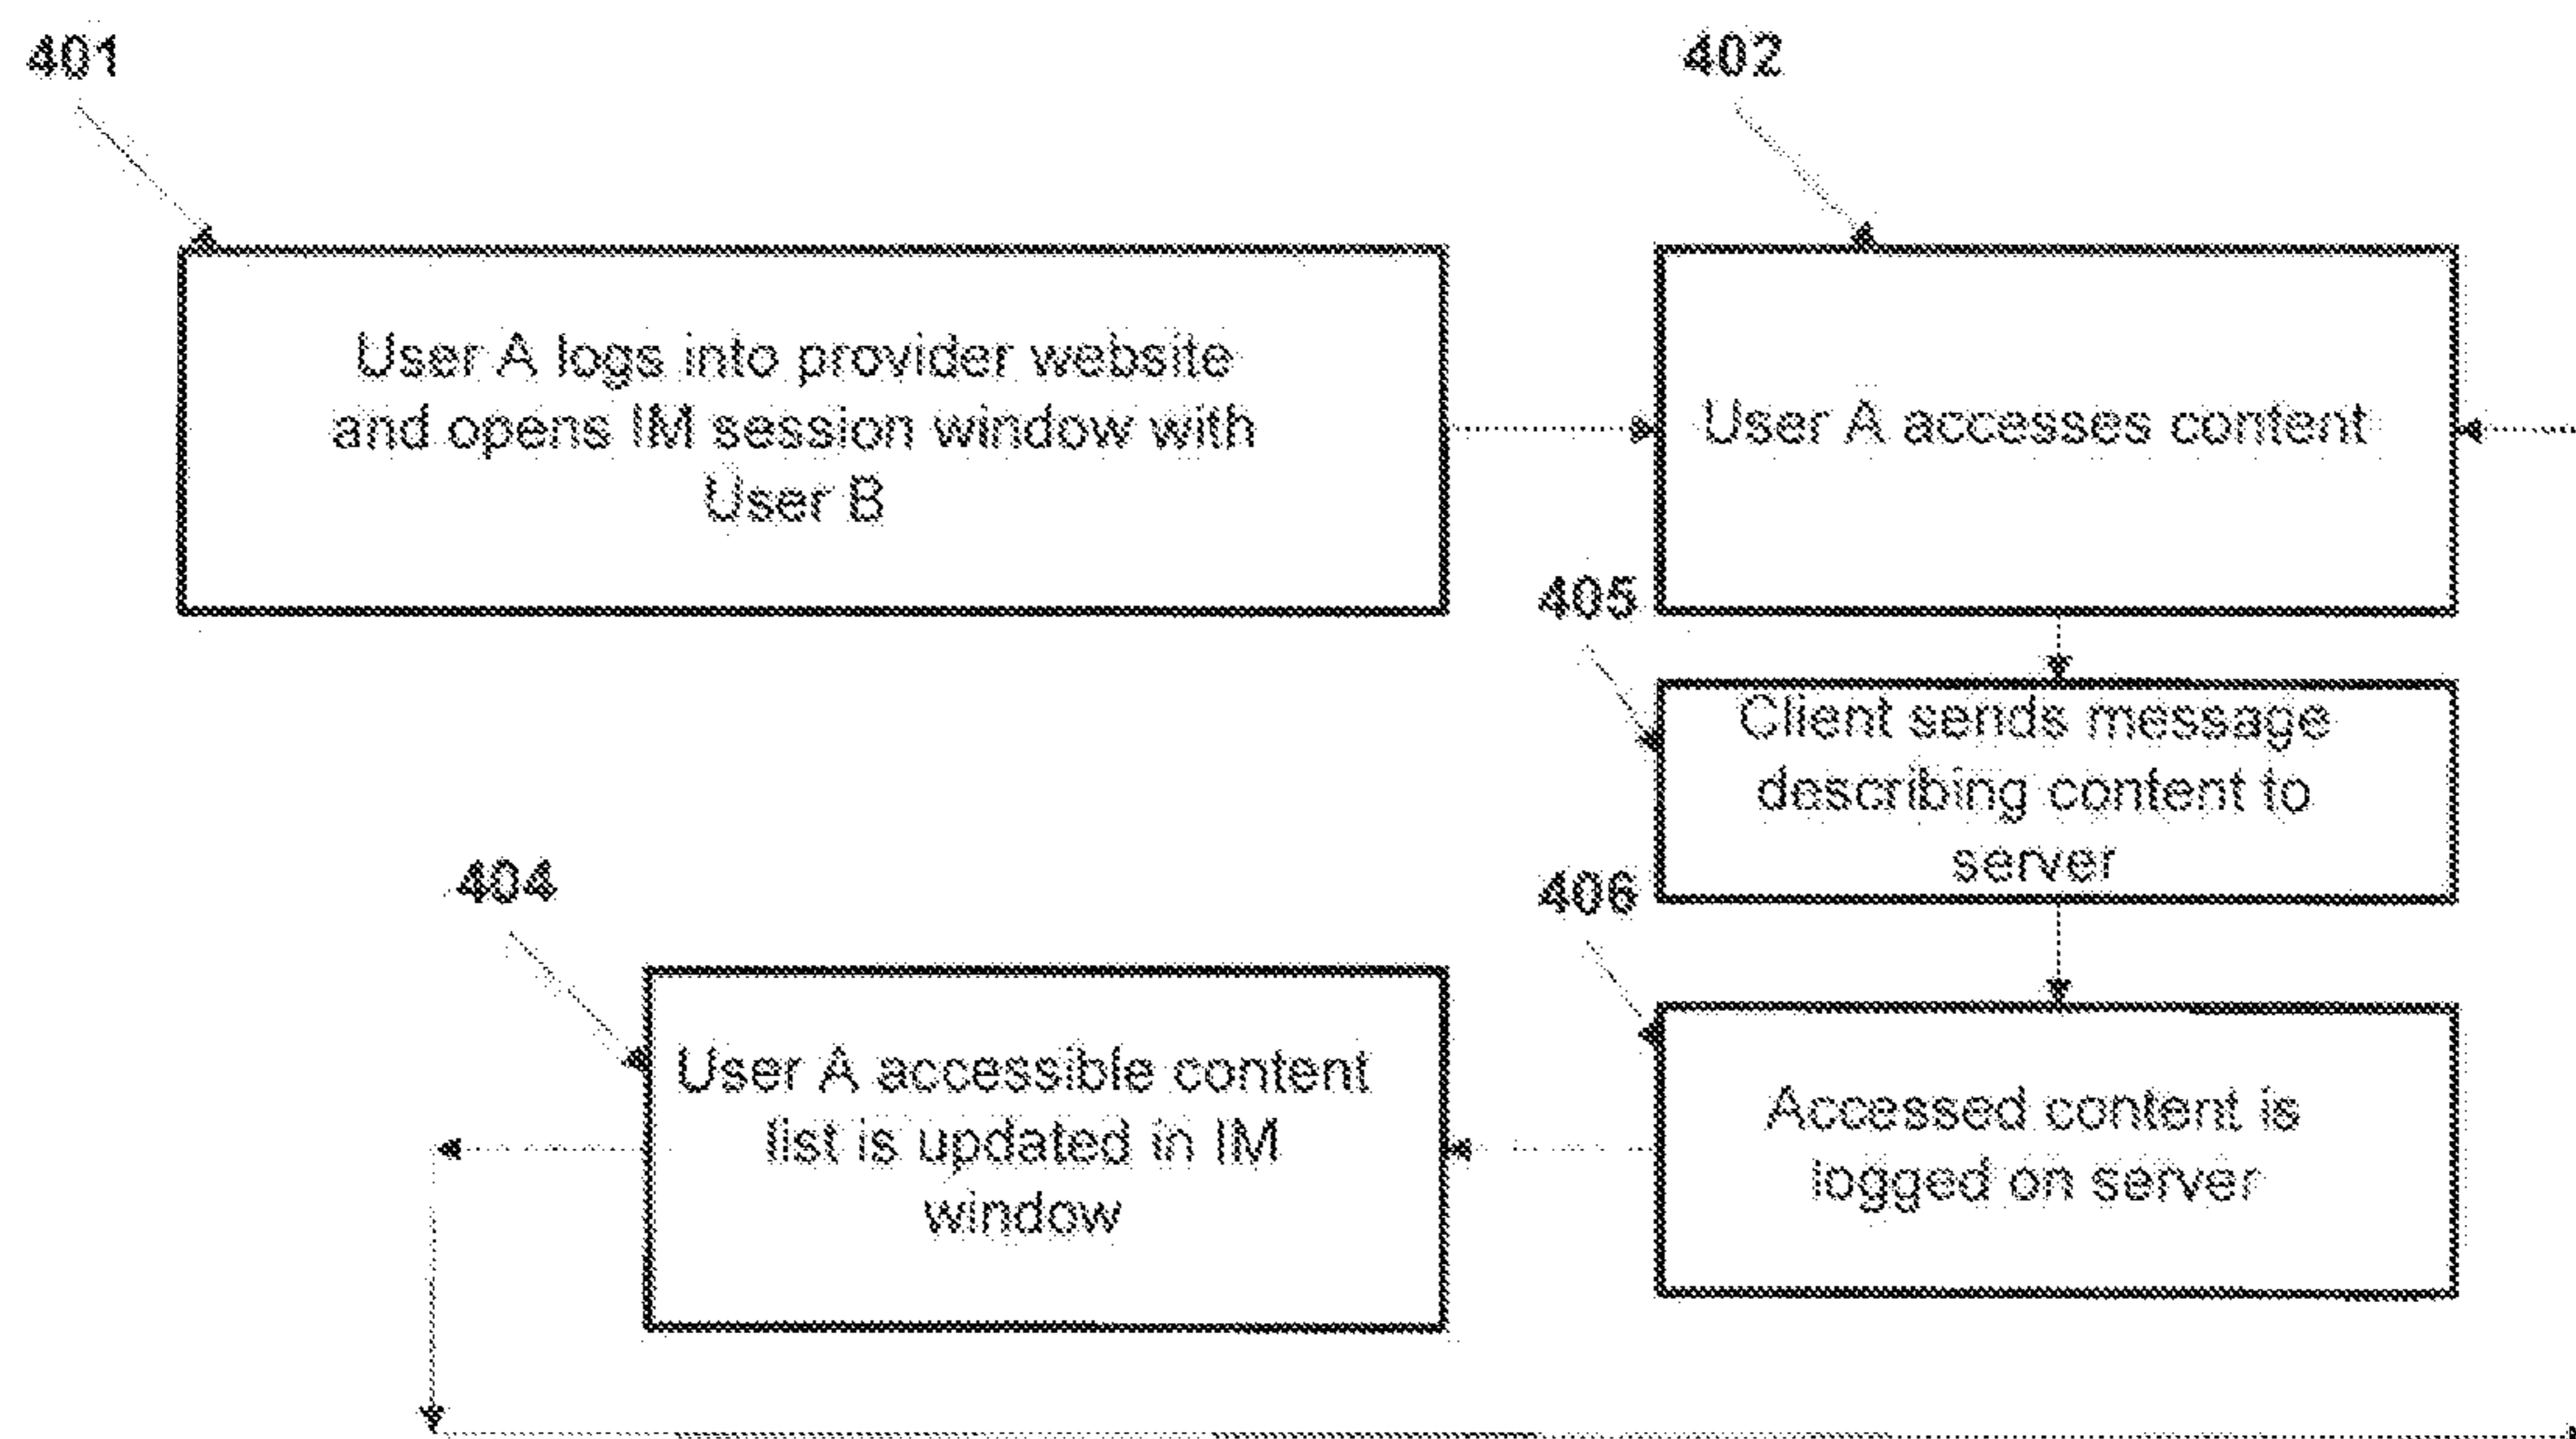 401
402
User A logs into provider website
and opens IM session window with
User B
User A accesses content
405
Client sends message
describing content to
server
404
406
User A accessible content
list is updated in IM
window
Accessed content is
logged on server